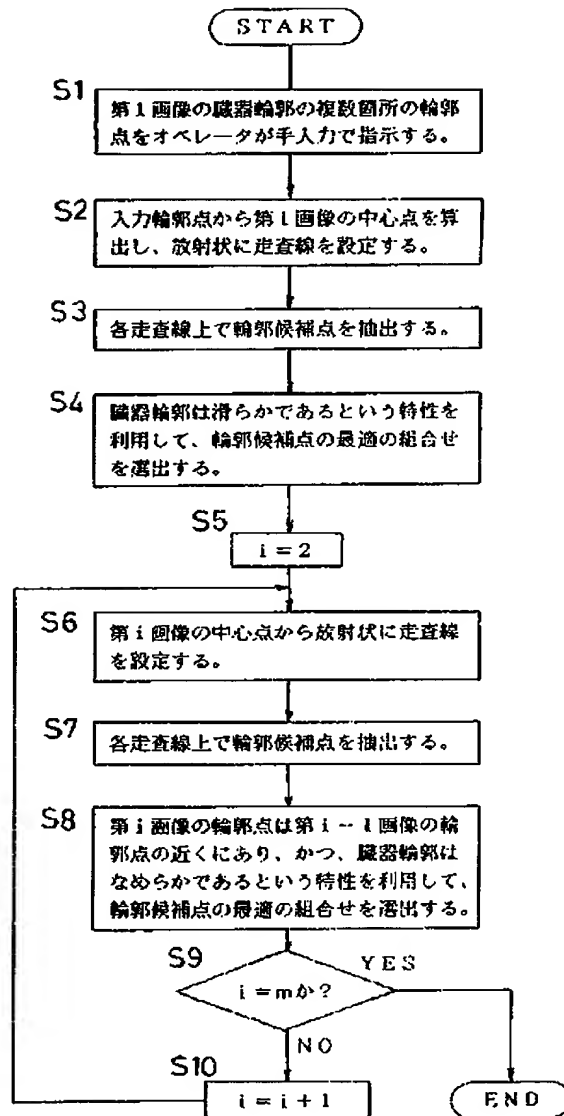 START
S1
第1画像の臓器輪郭の複数箇所の輪郭
点をオペレータが手入力で指示する。
S2
入力輪郭点から第1画像の中心点を算
出し、放射状に走査線を設定する。
S3
各走査線上で輪郭候補点を抽出する。
S4
臓器輪郭は滑らかであるという特性を
利用して、輪郭候補点の最適の組合せ
を選出する。
S5
i=2
S6
第i画像の中心点から放射状に走査線
を設定する。
S7
各走査線上で輪郭候補点を抽出する。
S8
第i画像の輪郭点は第i-1画像の輪
郭点の近くにあり、かつ、臓器輪郭は
なめらかであるという特性を利用して、
輪郭候補点の最適の組合せを選出する。
S9
YES
i=mか?
NO
S10
i=i+1
END